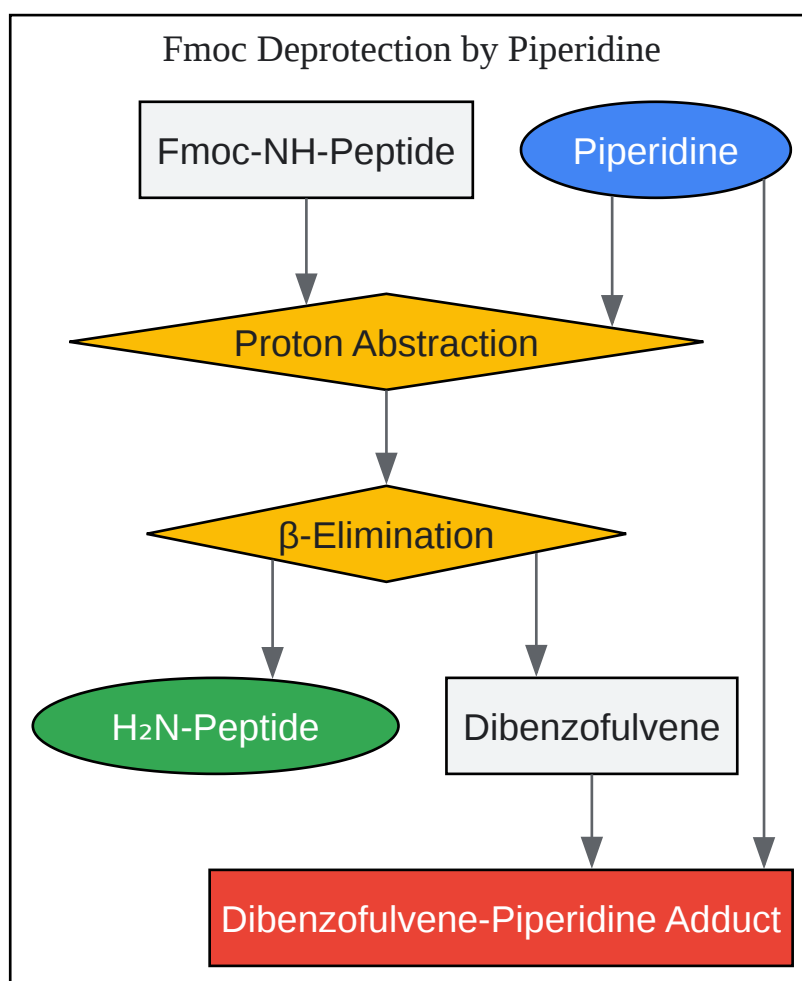 Fmoc Deprotection by Piperidine
Fmoc-NH-Peptide
Piperidine
Proton Abstraction
β-Elimination
H₂N-Peptide
Dibenzofulvene
Dibenzofulvene-Piperidine Adduct